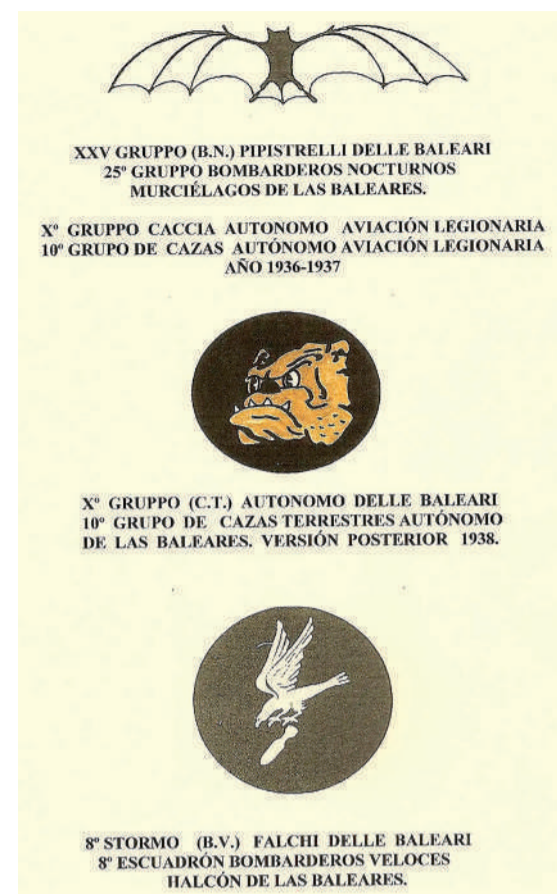 XXV GRUPPO (B.N.) PIPISTRELLI DELLE BALEARI
25º GRUPPO BOMBARDEROS NOCTURNOS
MURCIÉLAGOS DE LAS BALEARES.
Xº GRUPPO CACCIA AUTONOMO AVIACIÓN LEGIONARIA
10º GRUPO DE CAZAS AUTÓNOMO AVIACIÓN LEGIONARIA
AÑO 1936-1937
Xº GRUPPO (C.T.) AUTONOMO DELLE BALEARI
10º GRUPO DE CAZAS TERRESTRES AUTÓNOMO
DE LAS BALEARES. VERSIÓN POSTERIOR 1938.
8º STORMO (B.V.) FALCHI DELLE BALEARI
8º ESCUADRÓN BOMBARDEROS VELOCES
HALCÓN DE LAS BALEARES.